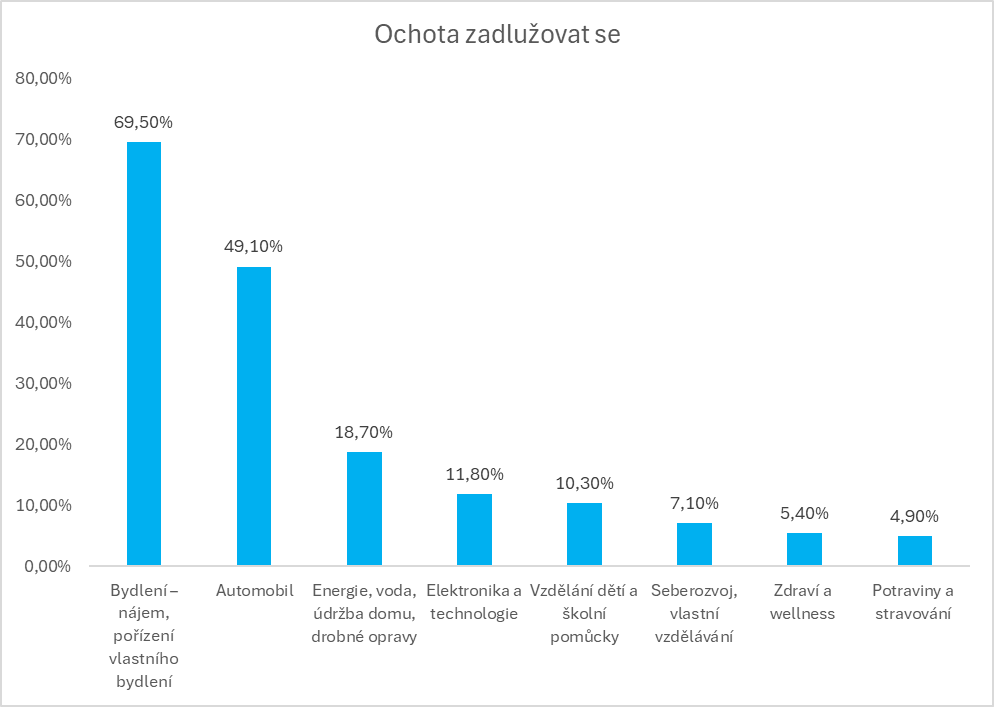 Ochota zadlužovat se
80,00%
70,00%
60,00%
50,00%
40,00%
30,00%
20,00%
10,00%
0,00%
69,50%
49,10%
18,70%
11,80%
10,30%
7,10%
5,40%
4,90%
Bydlení –
nájem,
pořízení
vlastního
bydlení
Automobil
Energie, voda,
údržba domu,
drobné opravy
Elektronika a
technologie
Vzdělání dětí a
školní
pomůcky
Seberozvoj,
vlastní
vzdělávání
Zdraví a
wellness
Potraviny a
stravování